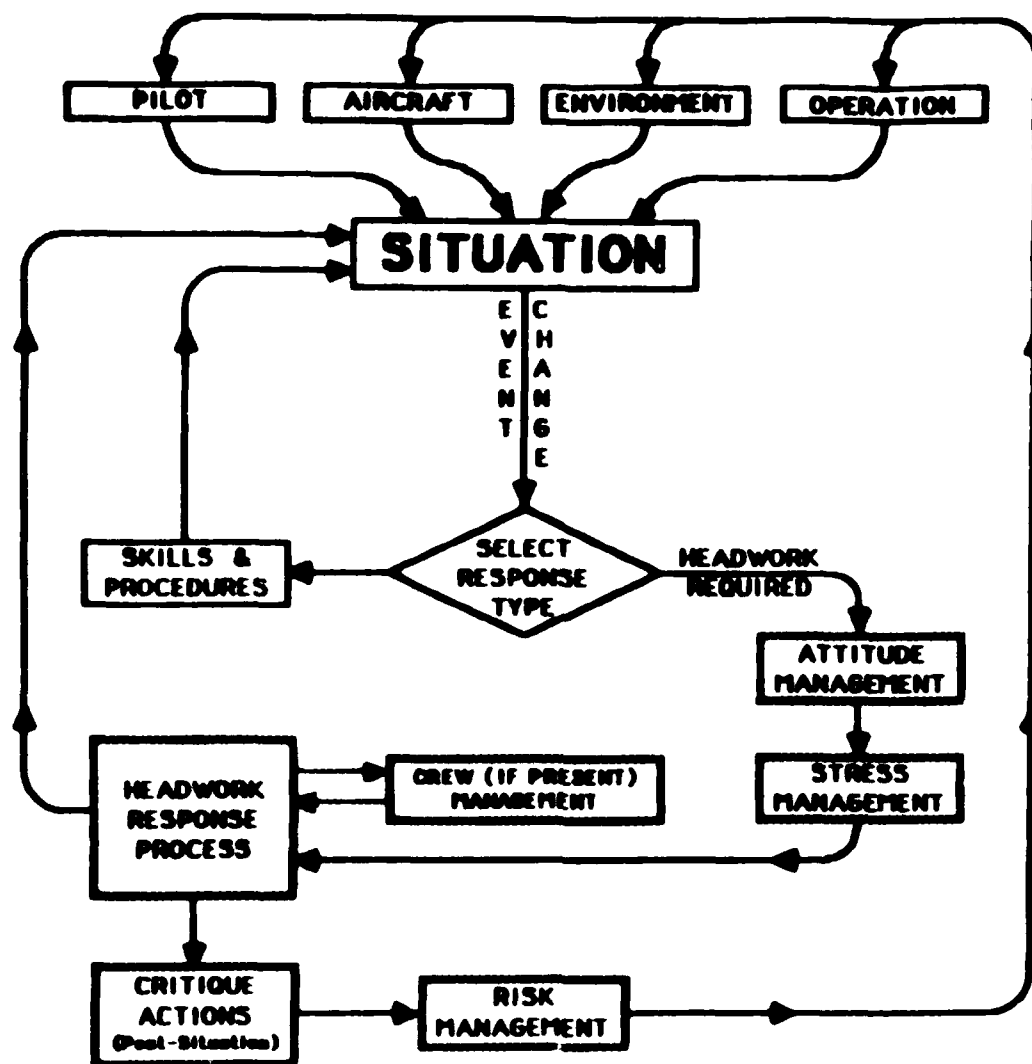 PILOT
AIRCRAFT
ENVIRONMENT
OPERATION
SITUATION
EVENT
CHANGE
SELECT
RESPONSE
TYPE
SKILLS &
PROCEDURES
HEADWORK
REQUIRED
ATTITUDE
MANAGEMENT
STRESS
MANAGEMENT
HEADWORK
RESPONSE
PROCESS
CREW (IF PRESENT)
MANAGEMENT
CRITIQUE
ACTIONS
(Post-Situation)
RISK
MANAGEMENT